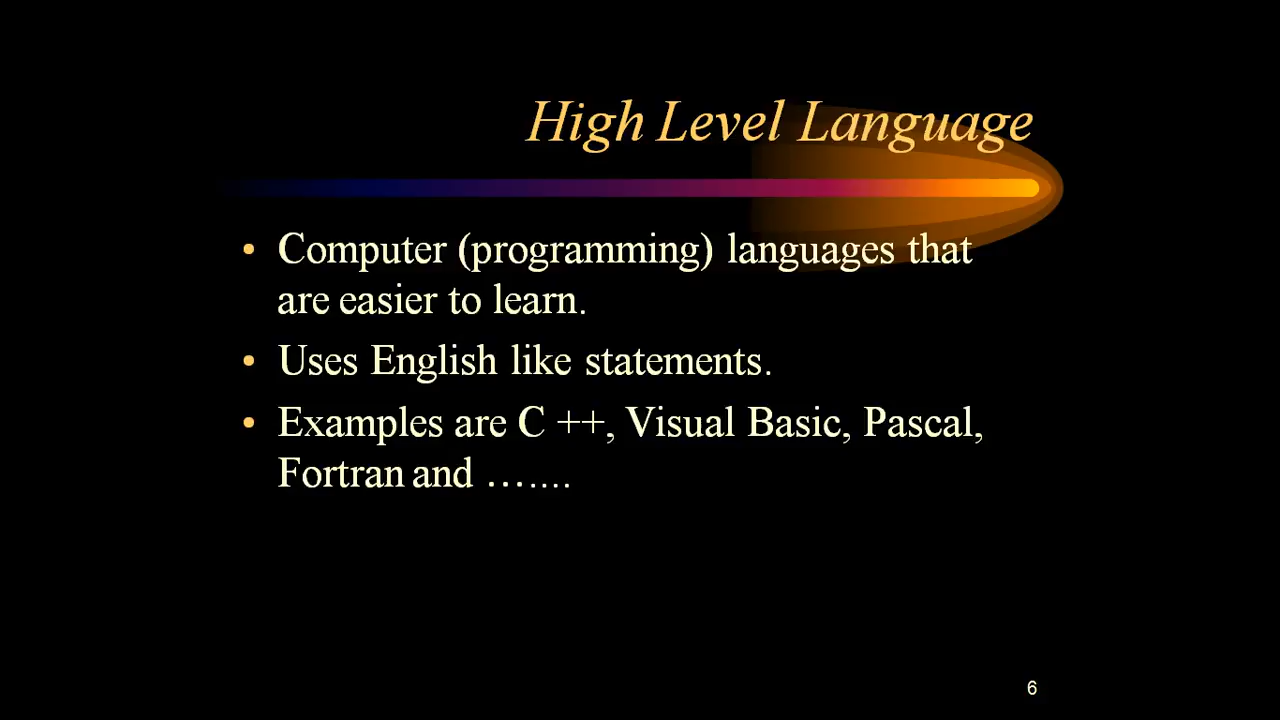 High Level Language
• Computer (programming) languages that
are easier to learn.
• Uses English like statements.
• Examples are C ++, Visual Basic, Pascal,
Fortran and …….
6